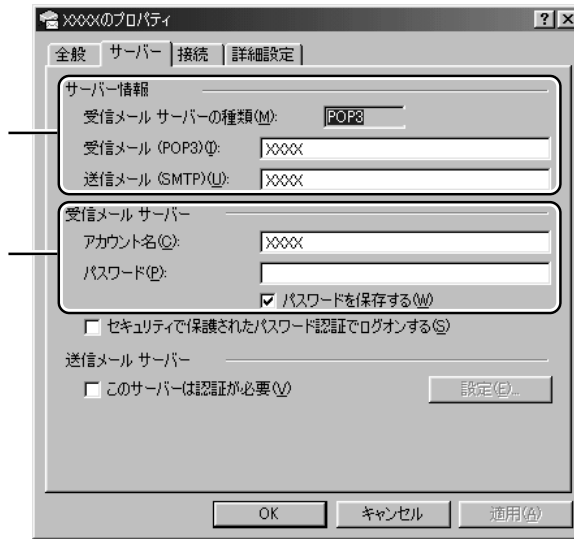 XXXXのプロパティ
全般 サーバー 接続 詳細設定
サーバー情報
受信メール サーバーの種類(M): POP3
受信メール (POP3)(I): XXXX
送信メール (SMTP)(U): XXXX
受信メール サーバー
アカウント名(C): XXXX
パスワード(P):
パスワードを保存する(W)
セキュリティで保護されたパスワード認証でログオンする(S)
送信メール サーバー
このサーバーは認証が必要(V) 設定(E)...
OK キャンセル 適用(A)